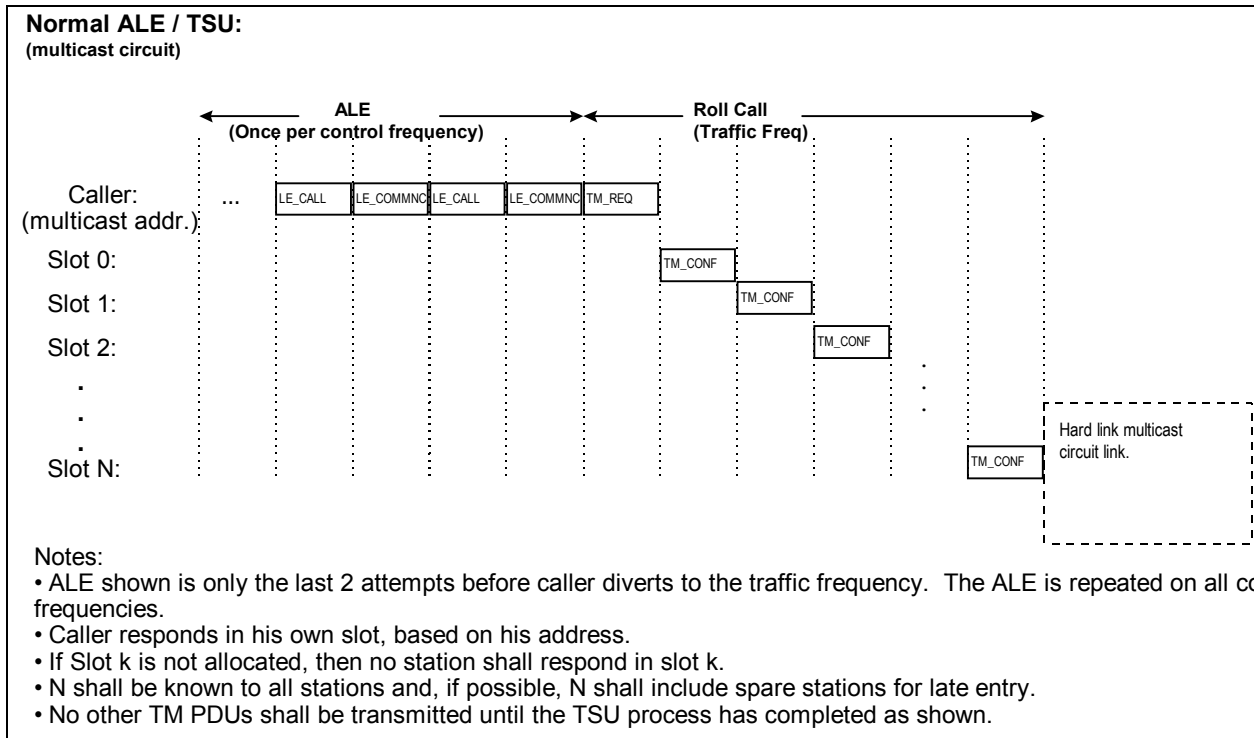 Normal ALE / TSU:
(multicast circuit)
ALE
(Once per control frequency)
Roll Call
(Traffic Freq)
Caller:
(multicast addr.)
...
LE_CALL
LE_COMMNC
LE_CALL
LE_COMMNC
TM_REQ
Slot 0:
TM_CONF
Slot 1:
TM_CONF
Slot 2:
TM_CONF
.
.
.
.
.
.
Slot N:
TM_CONF
Hard link multicast
circuit link.
Notes:
• ALE shown is only the last 2 attempts before caller diverts to the traffic frequency. The ALE is repeated on all
frequencies.
• Caller responds in his own slot, based on his address.
• If Slot k is not allocated, then no station shall respond in slot k.
• N shall be known to all stations and, if possible, N shall include spare stations for late entry.
• No other TM PDUs shall be transmitted until the TSU process has completed as shown.